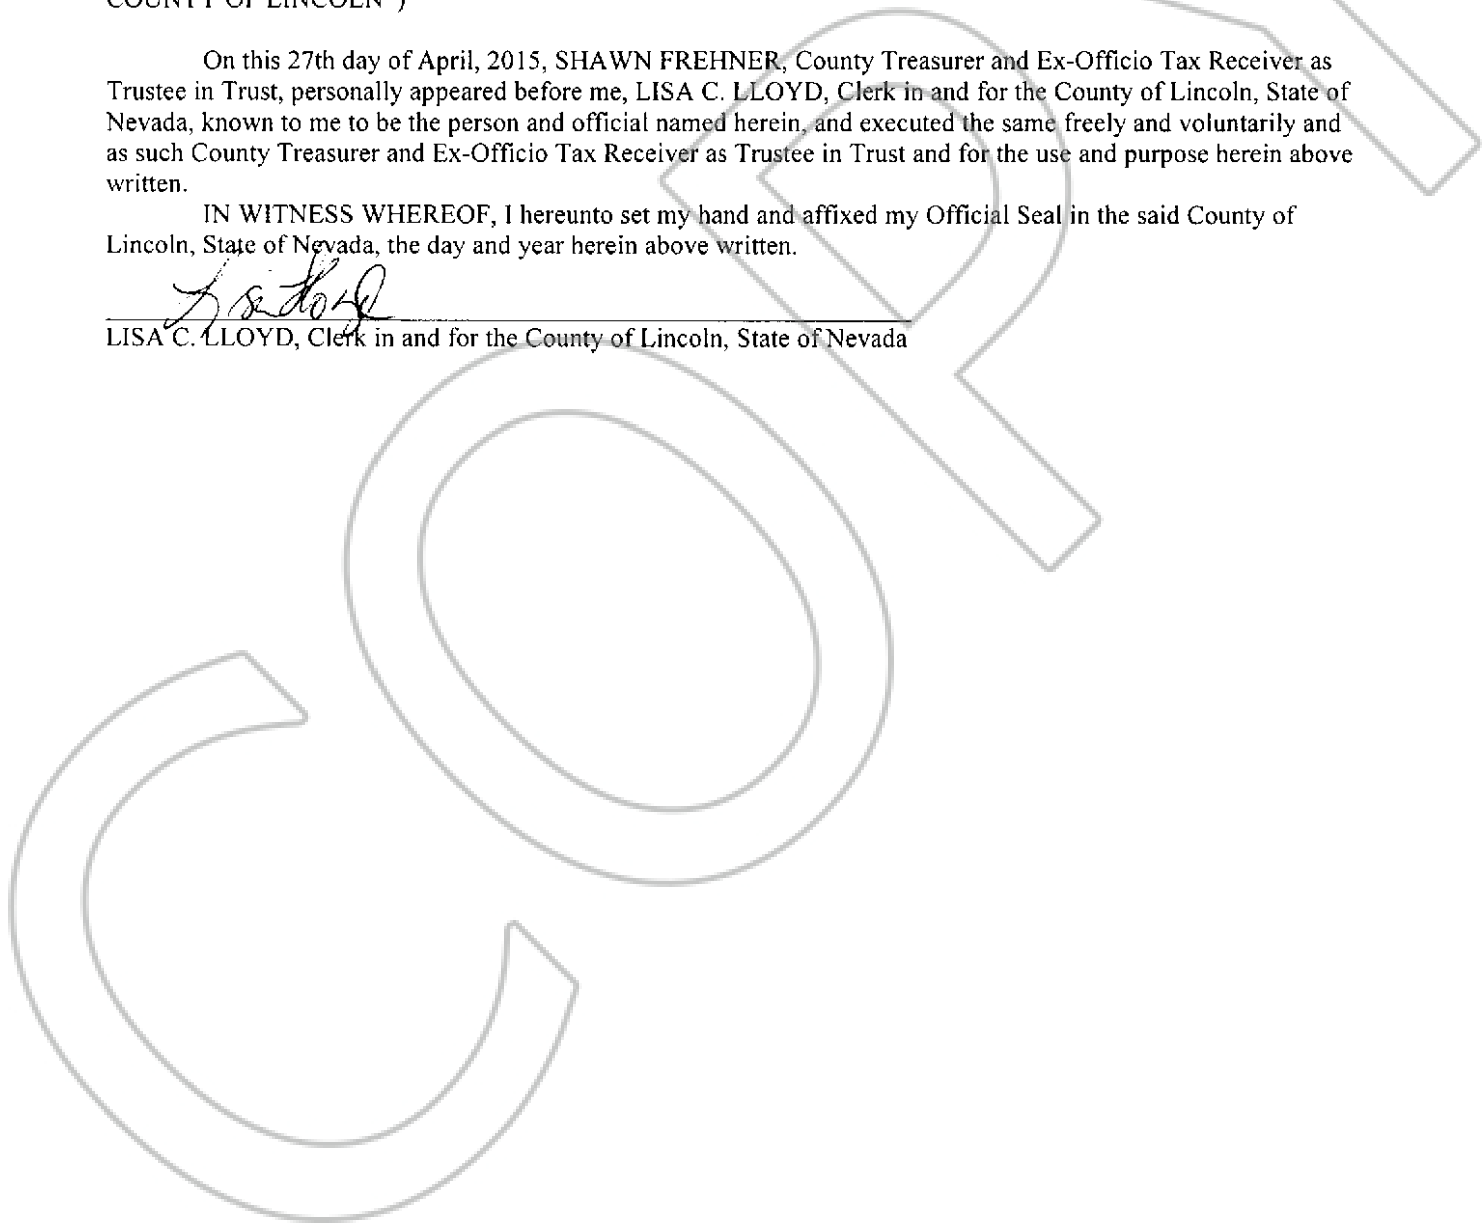 COUNTY OF LINCOLN )
On this 27th day of April, 2015, SHAWN FREHNER, County Treasurer and Ex-Officio Tax Receiver as
Trustee in Trust, personally appeared before me, LISA C. LLOYD, Clerk in and for the County of Lincoln, State of
Nevada, known to me to be the person and official named herein, and executed the same freely and voluntarily and
as such County Treasurer and Ex-Officio Tax Receiver as Trustee in Trust and for the use and purpose herein above
written.
IN WITNESS WHEREOF, I hereunto set my hand and affixed my Official Seal in the said County of
Lincoln, State of Nevada, the day and year herein above written.
Lisa Lloyd
LISA C. LLOYD, Clerk in and for the County of Lincoln, State of Nevada
COPY